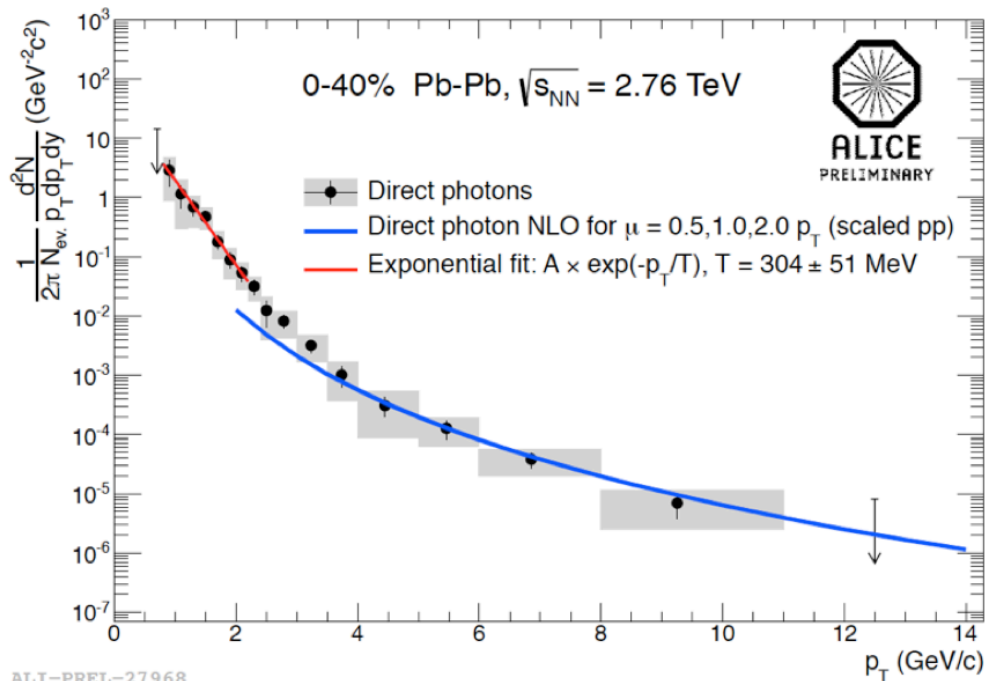 10³
10²
10
1
10⁻¹
10⁻²
10⁻³
10⁻⁴
10⁻⁵
10⁻⁶
10⁻⁷
1
2π N_ev. d²N
p_T dp_T dy (GeV⁻²c²)
0-40% Pb-Pb, √s_NN = 2.76 TeV
ALICE
PRELIMINARY
Direct photons
Direct photon NLO for μ = 0.5,1.0,2.0 p_T (scaled pp)
Exponential fit: A × exp(-p_T/T), T = 304 ± 51 MeV
0 2 4 6 8 10 12 14
p_T (GeV/c)
ALI-PREL-27968